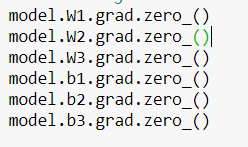 model.W1.grad.zero_()
model.W2.grad.zero_()
model.W3.grad.zero_()
model.b1.grad.zero_()
model.b2.grad.zero_()
model.b3.grad.zero_()